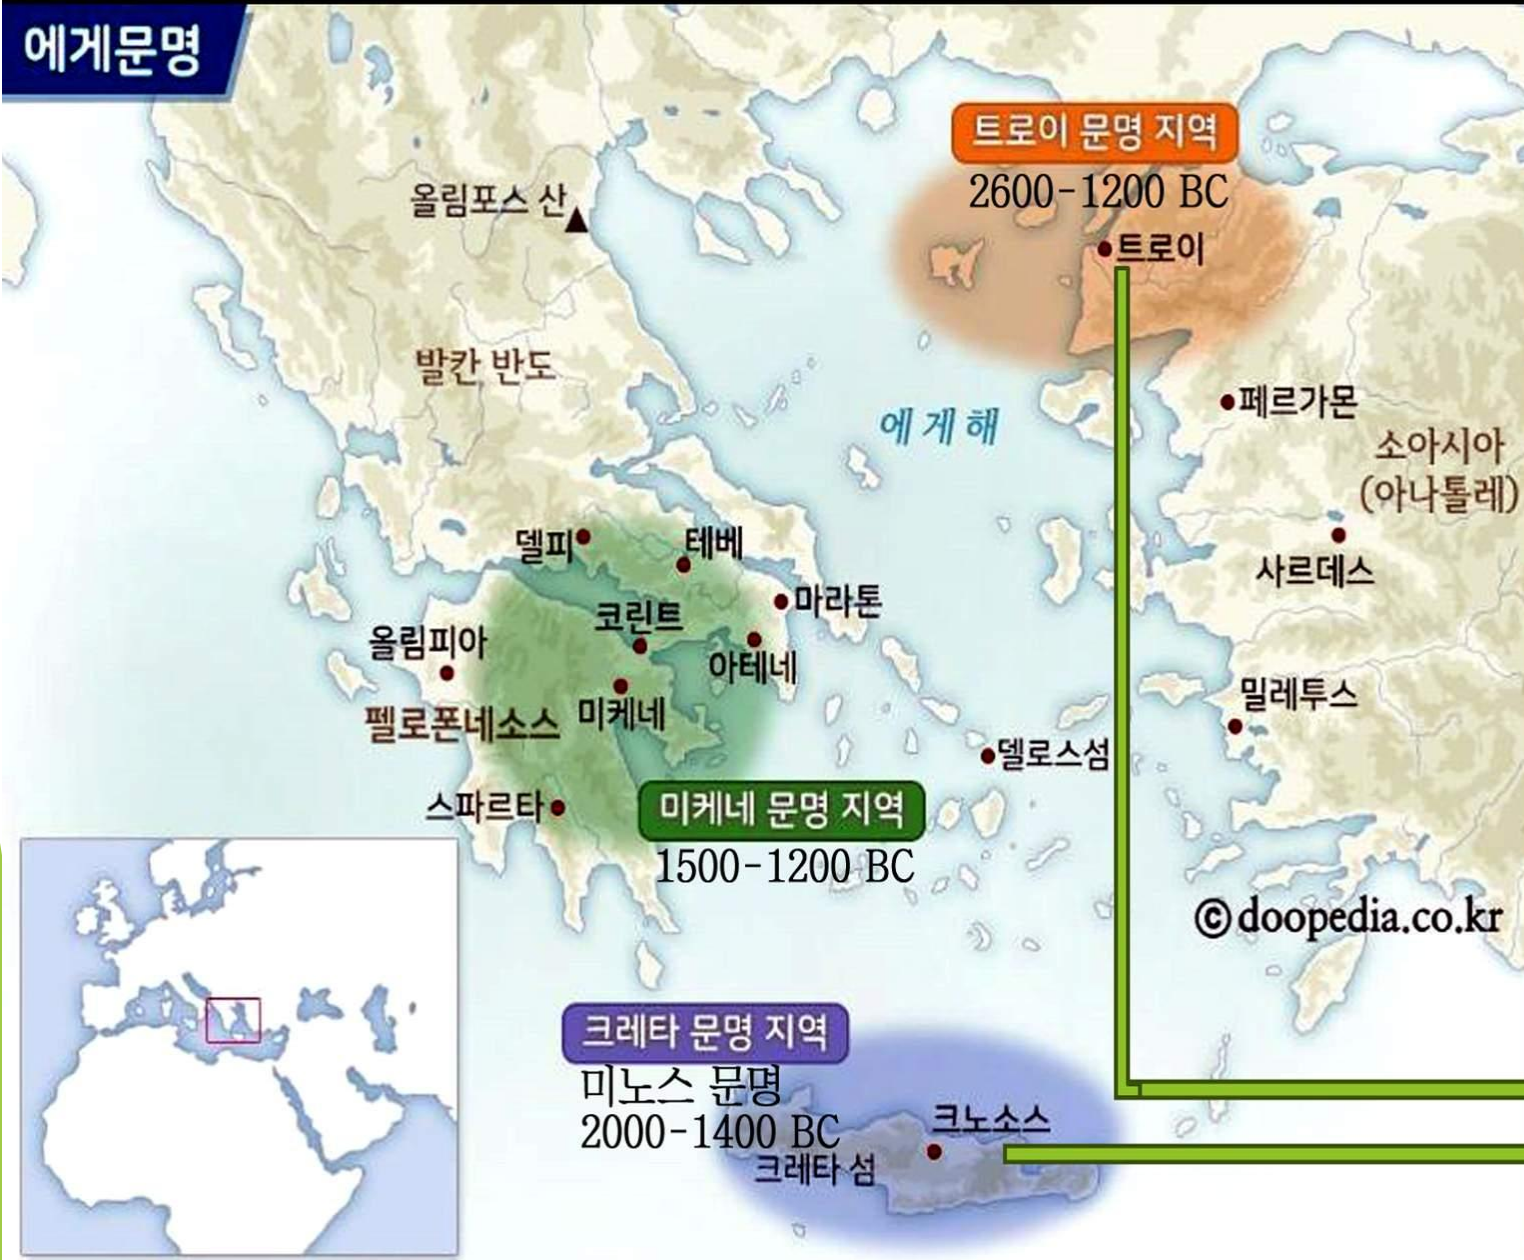 에게문명
트로이 문명 지역
2600-1200 BC
올림포스 산
트로이
발칸 반도
페르가몬
에게해
소아시아
(아나톨레)
델피
테베
사르데스
마라톤
코린트
올림피아
아테네
미케네
펠로폰네소스
밀레투스
델로스섬
스파르타
미케네 문명 지역
1500-1200 BC
©doopedia.co.kr
크레타 문명 지역
미노스 문명
2000-1400 BC
크노소스
크레타 섬